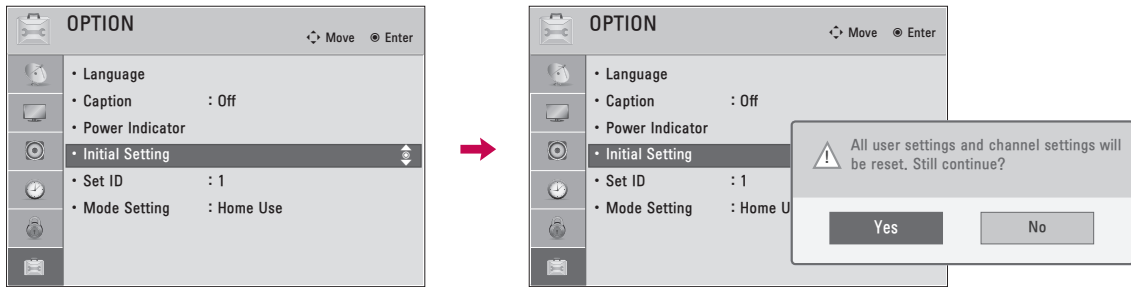 OPTION
Move Enter
• Language
• Caption : Off
• Power Indicator
• Initial Setting
• Set ID : 1
• Mode Setting : Home Use
OPTION
Move Enter
• Language
• Caption : Off
• Power Indicator
• Initial Setting
• Set ID : 1
• Mode Setting : Home U
All user settings and channel settings will
be reset. Still continue?
Yes No